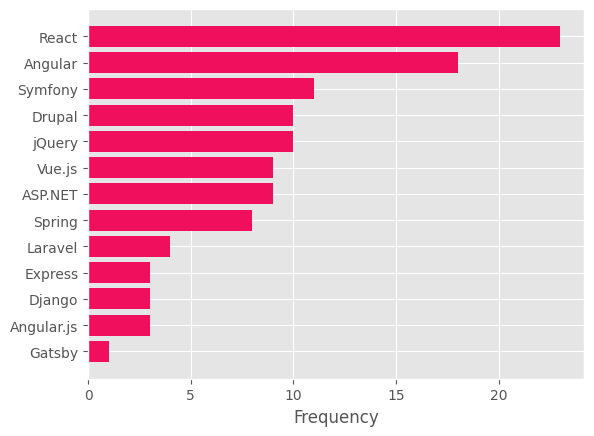 React
Angular
Symfony
Drupal
jQuery
Vue.js
ASP.NET
Spring
Laravel
Express
Django
Angular.js
Gatsby
0 5 10 15 20
Frequency